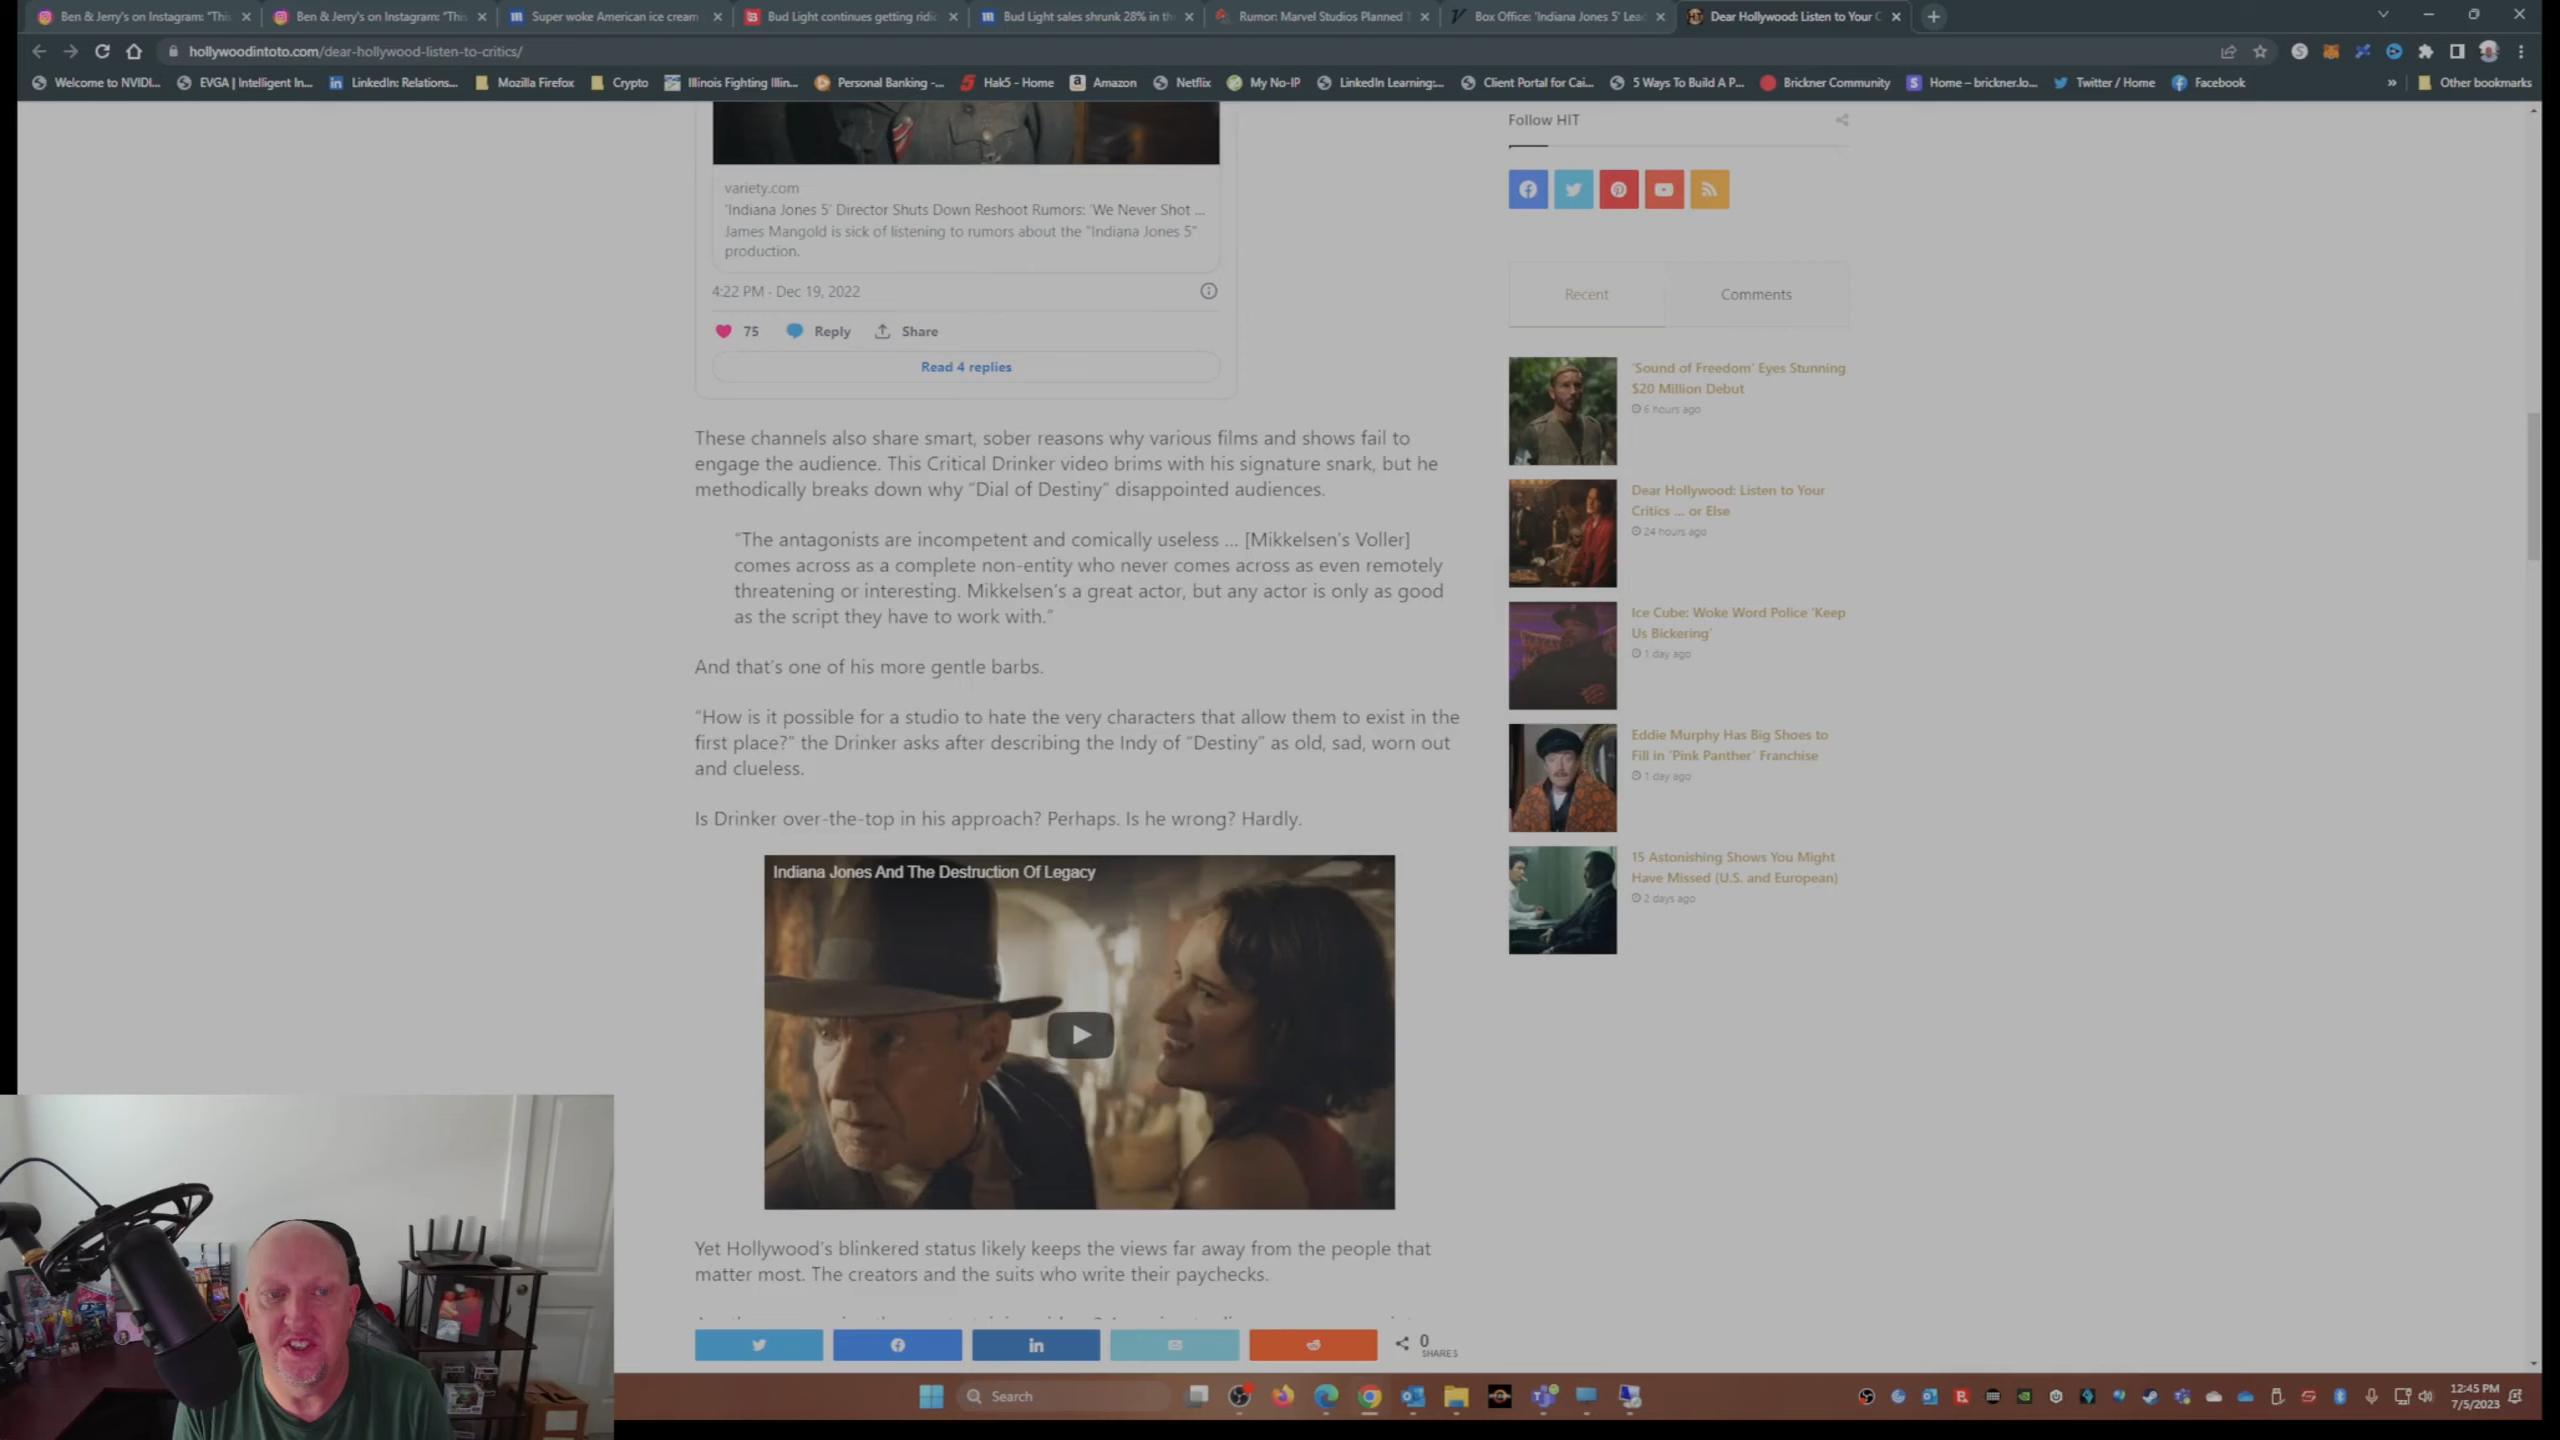 Ben & Jerry's on Instagram: "This
Ben & Jerry's on Instagram: "This
Super woke American ice cream
Bud Light continues getting ridic
Bud Light sales shrunk 28% in th
Rumor: Marvel Studios Planned
Box Office: 'Indiana Jones 5' Lead
Dear Hollywood: Listen to Your C
hollywoodintoto.com/dear-hollywood-listen-to-critics/
Welcome to NVIDI...
EVGA | Intelligent In...
LinkedIn: Relations...
Mozilla Firefox
Crypto
Illinois Fighting Illin...
Personal Banking -...
Hak5 - Home
Amazon
Netflix
My No-IP
LinkedIn Learning:...
Client Portal for Cai...
5 Ways To Build A P...
Brickner Community
Home – brickner.lo...
Twitter / Home
Facebook
»
Other bookmarks
variety.com
'Indiana Jones 5' Director Shuts Down Reshoot Rumors: 'We Never Shot ...
James Mangold is sick of listening to rumors about the "Indiana Jones 5"
production.
4:22 PM · Dec 19, 2022
75
Reply
Share
Read 4 replies
These channels also share smart, sober reasons why various films and shows fail to
engage the audience. This Critical Drinker video brims with his signature snark, but he
methodically breaks down why “Dial of Destiny” disappointed audiences.
“The antagonists are incompetent and comically useless … [Mikkelsen’s Voller]
comes across as a complete non-entity who never comes across as even remotely
threatening or interesting. Mikkelsen’s a great actor, but any actor is only as good
as the script they have to work with.”
And that’s one of his more gentle barbs.
“How is it possible for a studio to hate the very characters that allow them to exist in the
first place?” the Drinker asks after describing the Indy of “Destiny” as old, sad, worn out
and clueless.
Is Drinker over-the-top in his approach? Perhaps. Is he wrong? Hardly.
Indiana Jones And The Destruction Of Legacy
Yet Hollywood’s blinkered status likely keeps the views far away from the people that
matter most. The creators and the suits who write their paychecks.
0
SHARES
Follow HIT
Recent
Comments
‘Sound of Freedom’ Eyes Stunning
$20 Million Debut
6 hours ago
Dear Hollywood: Listen to Your
Critics … or Else
24 hours ago
Ice Cube: Woke Word Police ‘Keep
Us Bickering’
1 day ago
Eddie Murphy Has Big Shoes to
Fill in ‘Pink Panther’ Franchise
1 day ago
15 Astonishing Shows You Might
Have Missed (U.S. and European)
2 days ago
Search
12:45 PM
7/5/2023